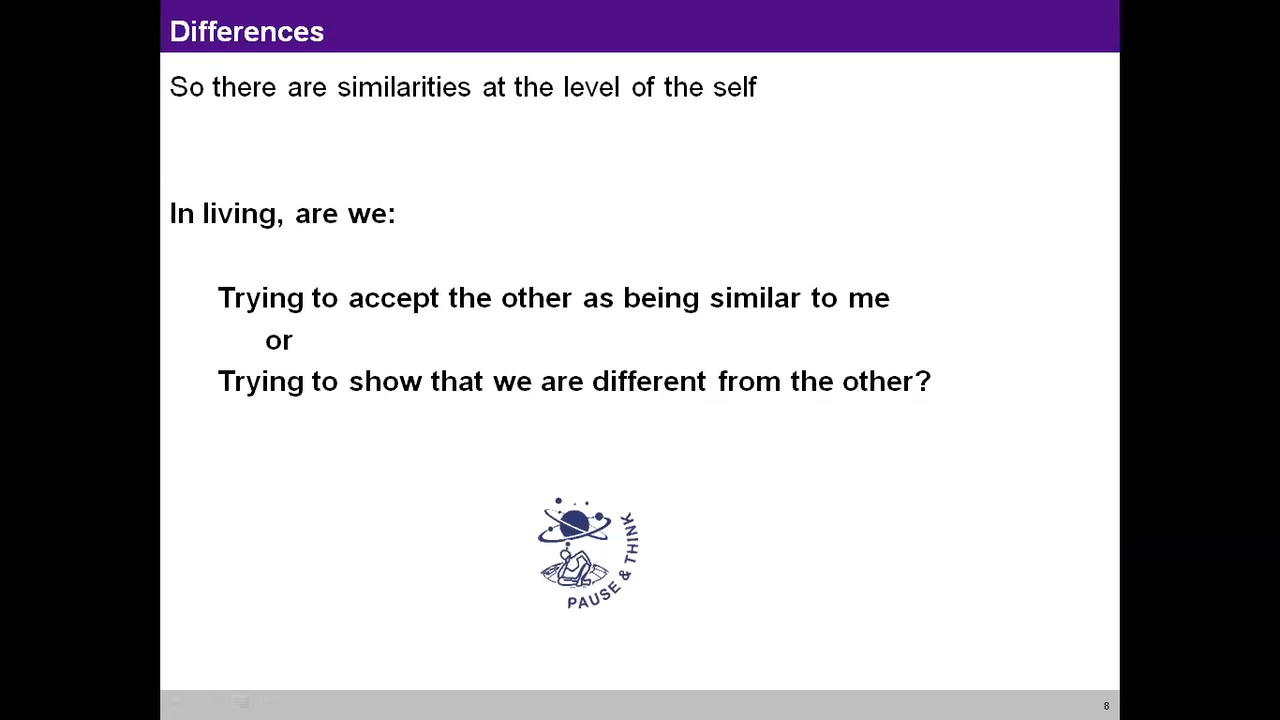 Differences
So there are similarities at the level of the self
In living, are we:
Trying to accept the other as being similar to me
or
Trying to show that we are different from the other?
PAUSE & THINK
8